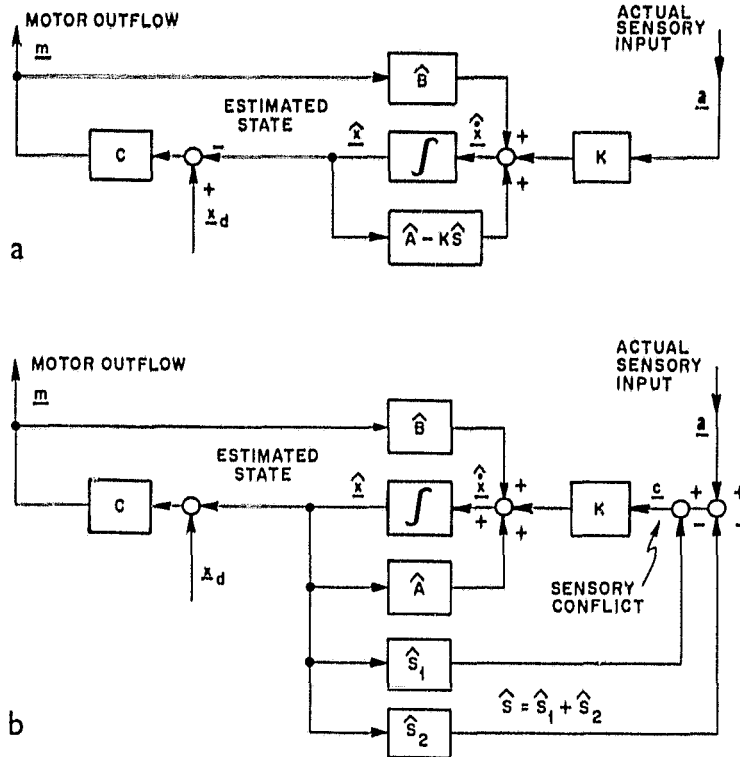 MOTOR OUTFLOW
m
ACTUAL
SENSORY
INPUT
a
B̂
ESTIMATED
STATE
C
-
x̂
∫
x̂̇
+
+
K
+
x_d
Â - KŜ
a
MOTOR OUTFLOW
m
ACTUAL
SENSORY
INPUT
a
B̂
ESTIMATED
STATE
C
x̂
∫
x̂̇
+
+
+
K
c
+
-
+
-
x_d
Â
SENSORY
CONFLICT
Ŝ₁
Ŝ = Ŝ₁ + Ŝ₂
Ŝ₂
b